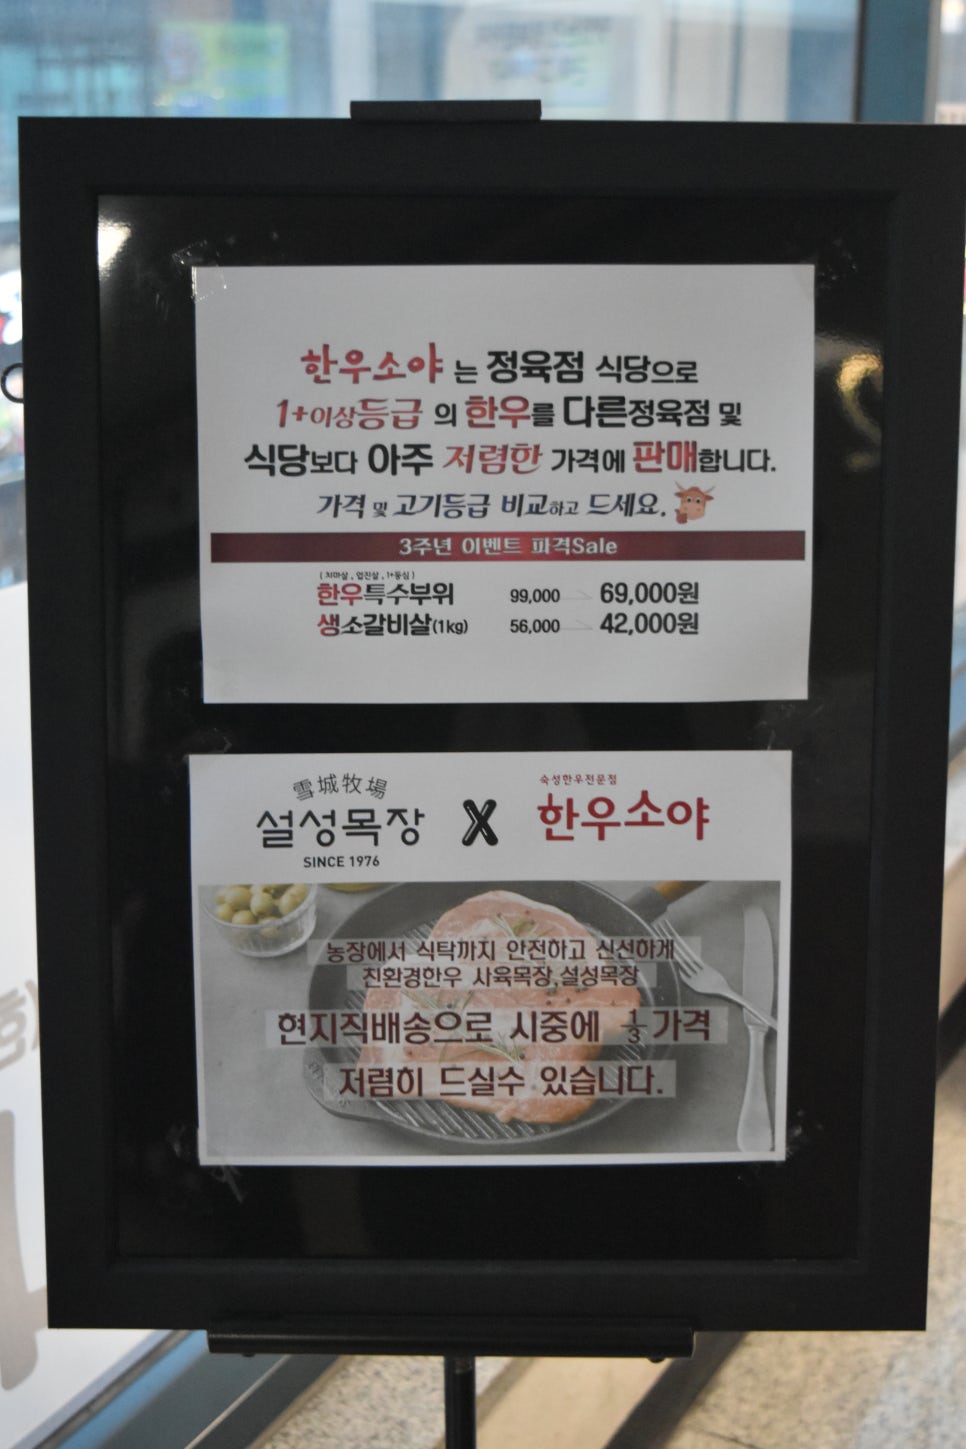 한우소야 는 정육점 식당으로
1+이상등급 의 한우를 다른정육점 및
식당보다 아주 저렴한 가격에 판매합니다.
가격 및 고기등급 비교하고 드세요.
3주년 이벤트 파격Sale
( 치마살 , 업진살 , 1+등심 )
한우특수부위 99,000 → 69,000원
생소갈비살(1kg) 56,000 → 42,000원
雪城牧場
설성목장
SINCE 1976
X
숙성한우전문점
한우소야
농장에서 식탁까지 안전하고 신선하게
친환경한우 사육목장,설성목장
현지직배송으로 시중에 1/3 가격
저렴히 드실수 있습니다.